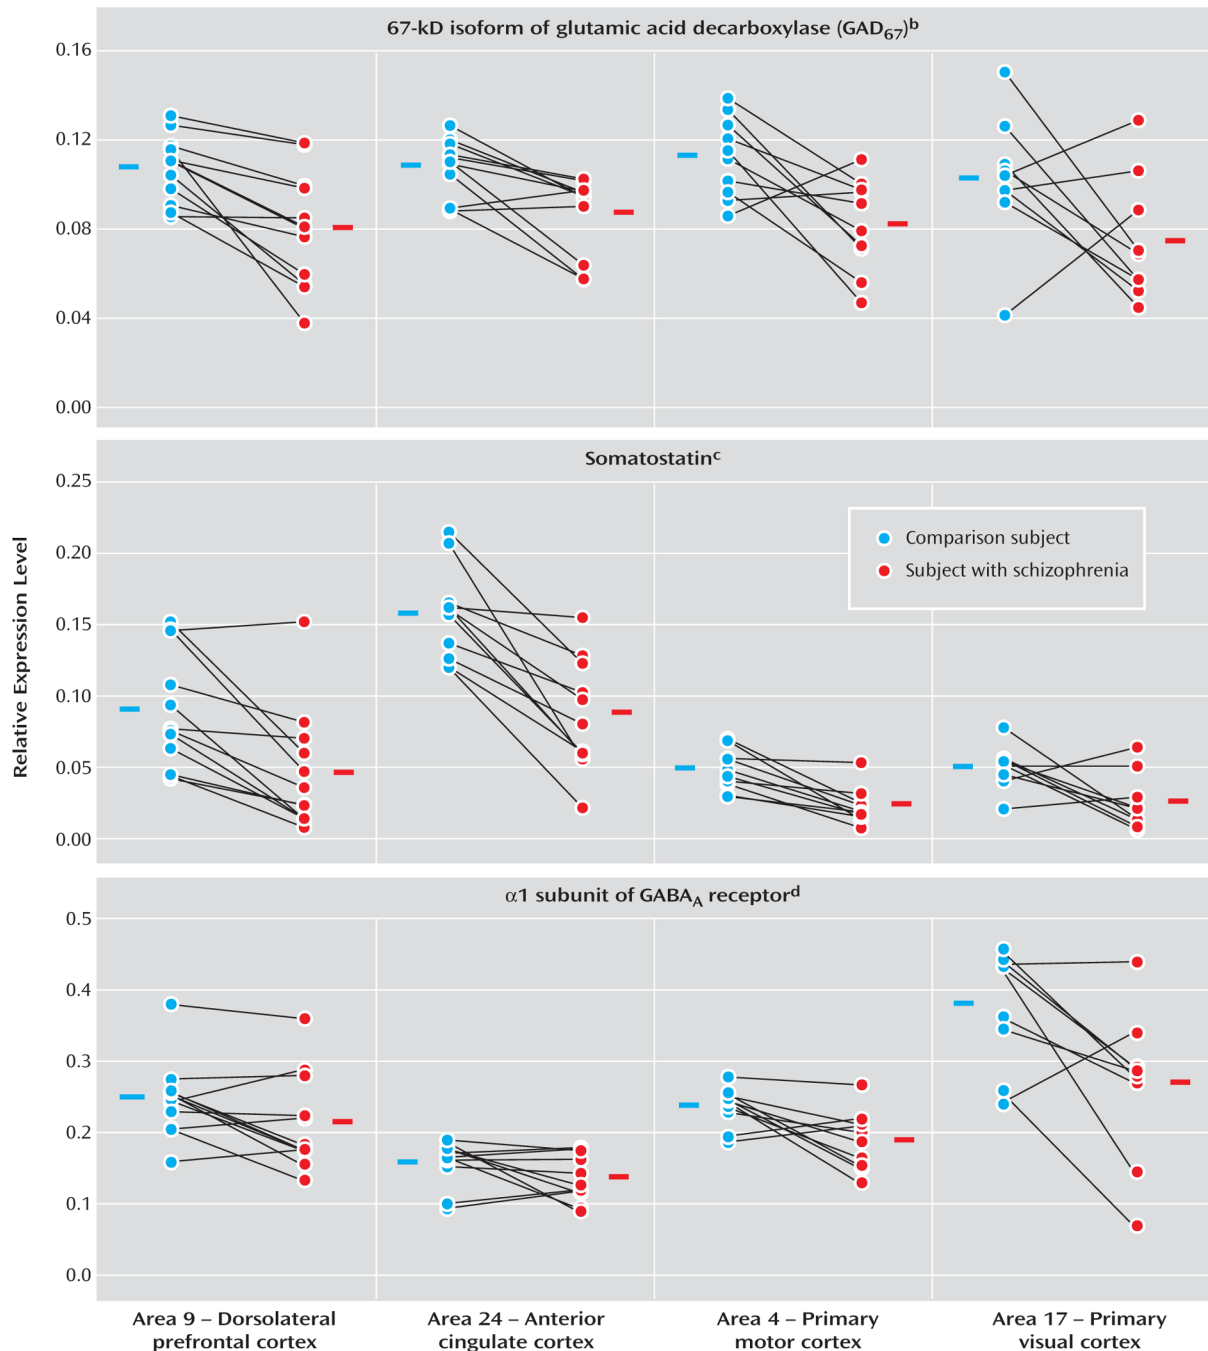 67-kD isoform of glutamic acid decarboxylase (GAD67)b
0.16
0.12
0.08
0.04
0.00
Somatostatinc
0.25
0.20
0.15
0.10
0.05
0.00
Comparison subject
Subject with schizophrenia
Relative Expression Level
α1 subunit of GABAA receptord
0.5
0.4
0.3
0.2
0.1
0.0
Area 9 – Dorsolateral
prefrontal cortex
Area 24 – Anterior
cingulate cortex
Area 4 – Primary
motor cortex
Area 17 – Primary
visual cortex